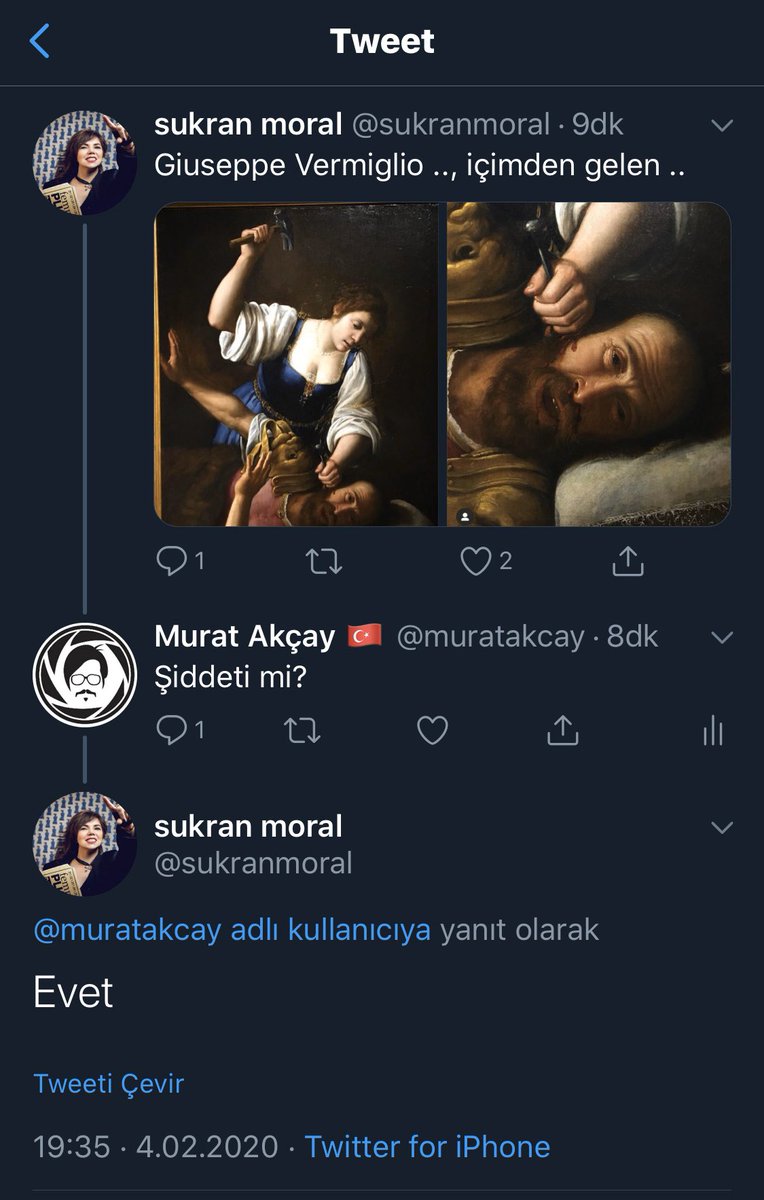 Tweet
sukran moral @sukranmoral · 9dk
Giuseppe Vermiglio .., içimden gelen ..
1
2
Murat Akçay 🇹🇷 @muratakcay · 8dk
Şiddeti mi?
1
sukran moral
@sukranmoral
@muratakcay adlı kullanıcıya yanıt olarak
Evet
Tweeti Çevir
19:35 · 4.02.2020 · Twitter for iPhone